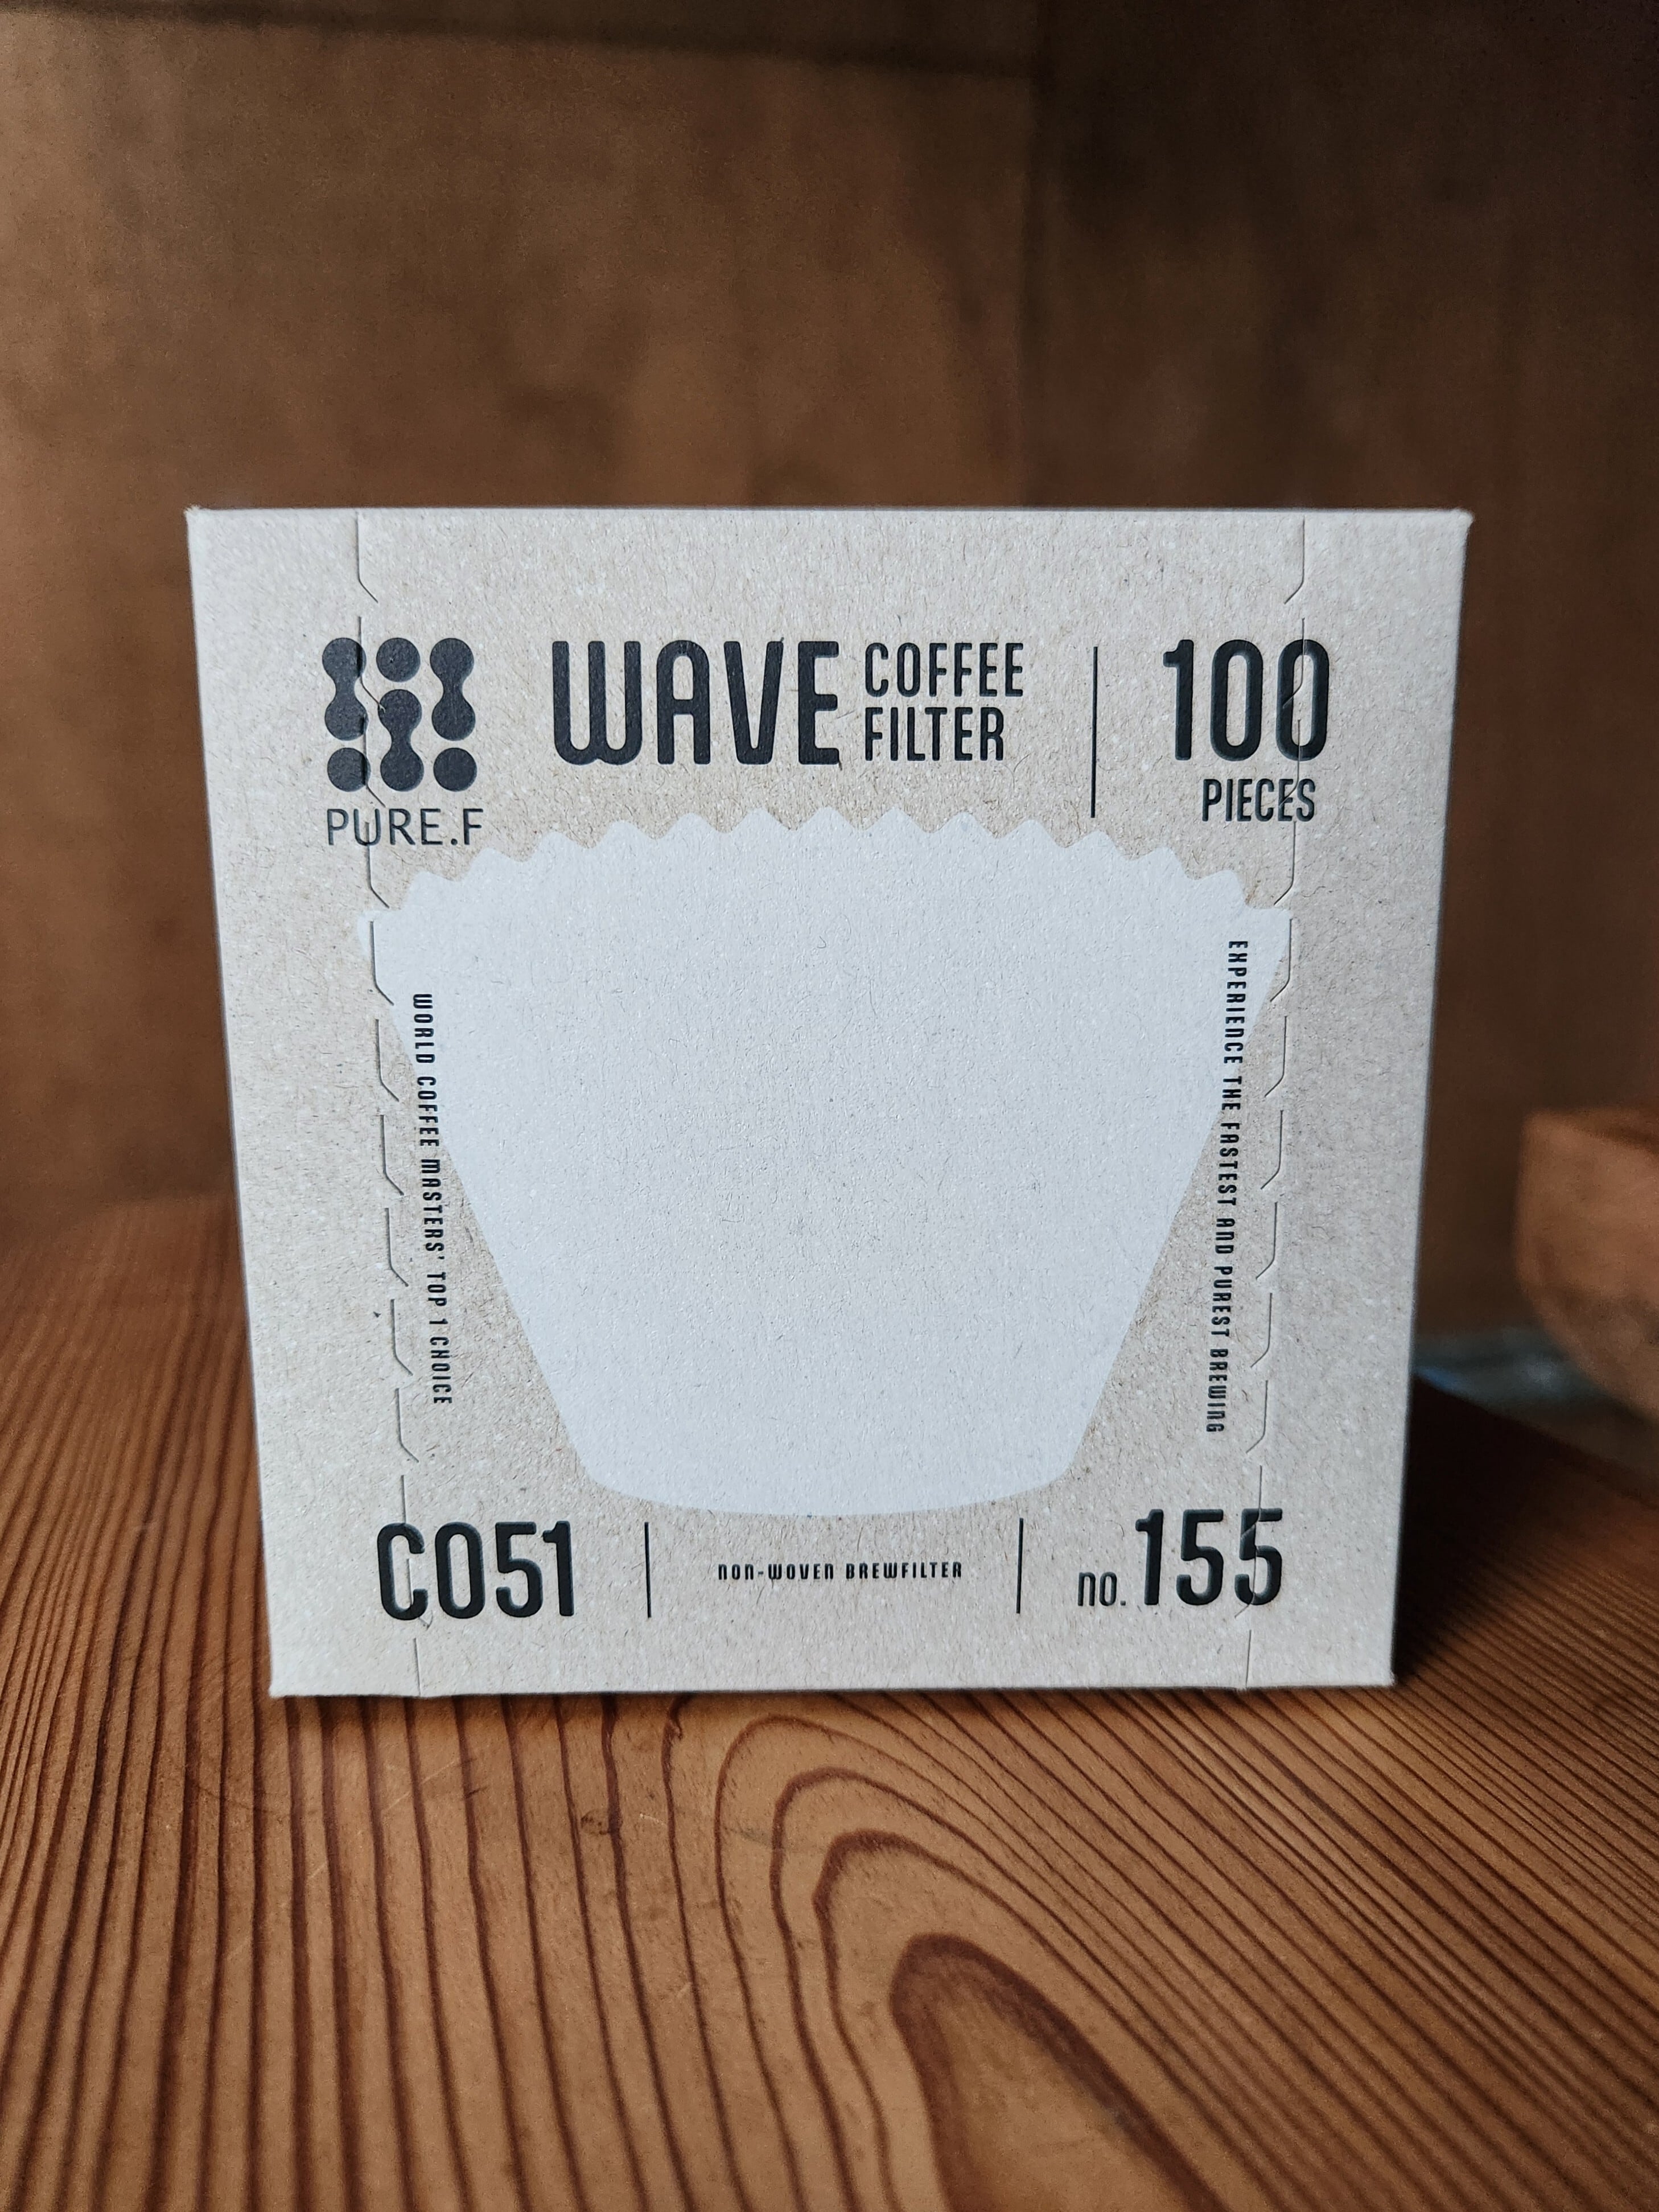 WAVE
COFFEE
FILTER
100
PIECES
PURE.F
WORLD COFFEE MASTERS' TOP 1 CHOICE
EXPERIENCE THE FASTEST AND PUREST BREWING
C051
NON-WOVEN BREWFILTER
no.155